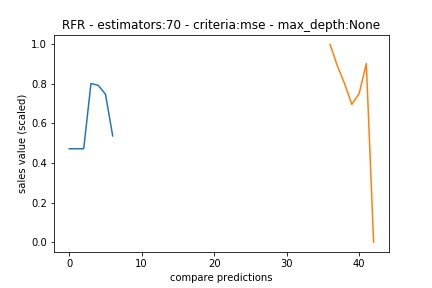 RFR - estimators:70 - criteria:mse - max_depth:None
1.0
0.8
0.6
0.4
0.2
0.0
sales value (scaled)
0 10 20 30 40
compare predictions